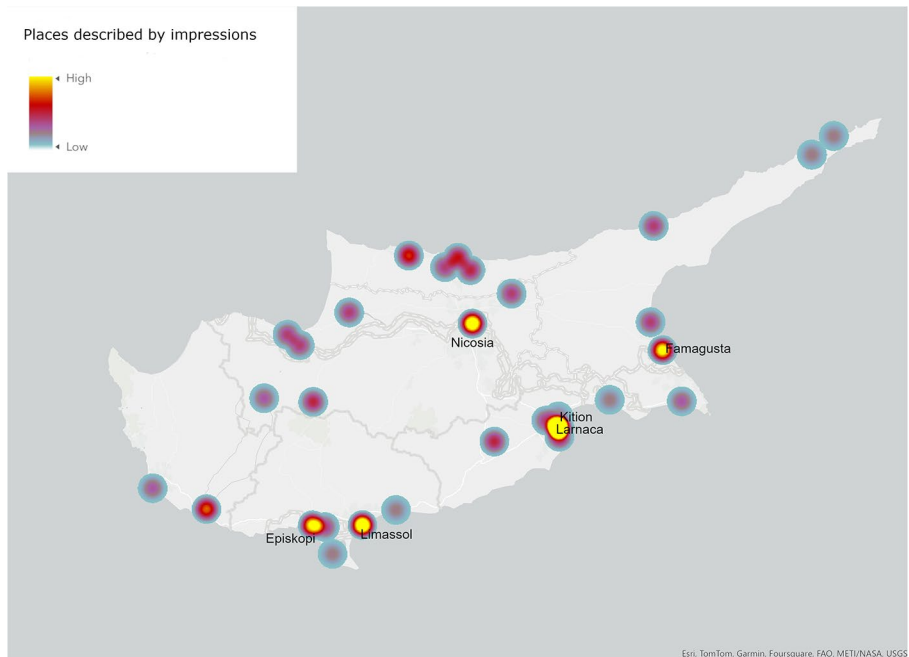 Places described by impressions
High
Low
Nicosia
Famagusta
Kition
Larnaca
Episkopi
Limassol
Esri, TomTom, Garmin, Foursquare, FAO, METI/NASA, USGS